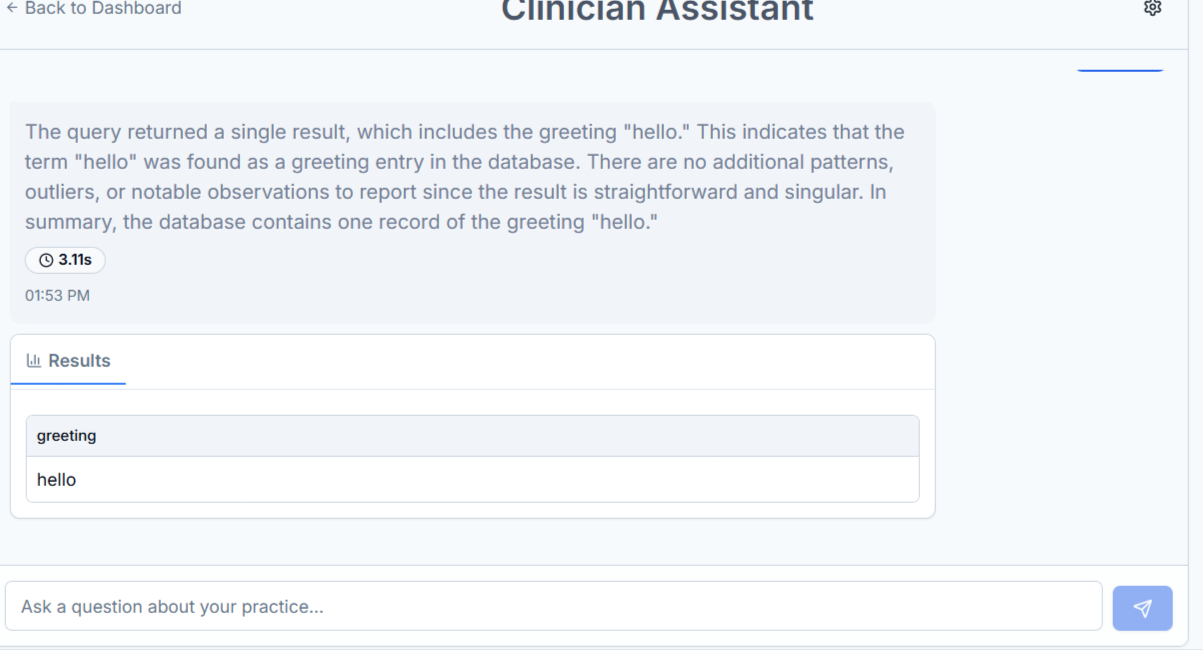 ← Back to Dashboard
Clinician Assistant
The query returned a single result, which includes the greeting "hello." This indicates that the
term "hello" was found as a greeting entry in the database. There are no additional patterns,
outliers, or notable observations to report since the result is straightforward and singular. In
summary, the database contains one record of the greeting "hello."
3.11s
01:53 PM
Results
greeting
hello
Ask a question about your practice...